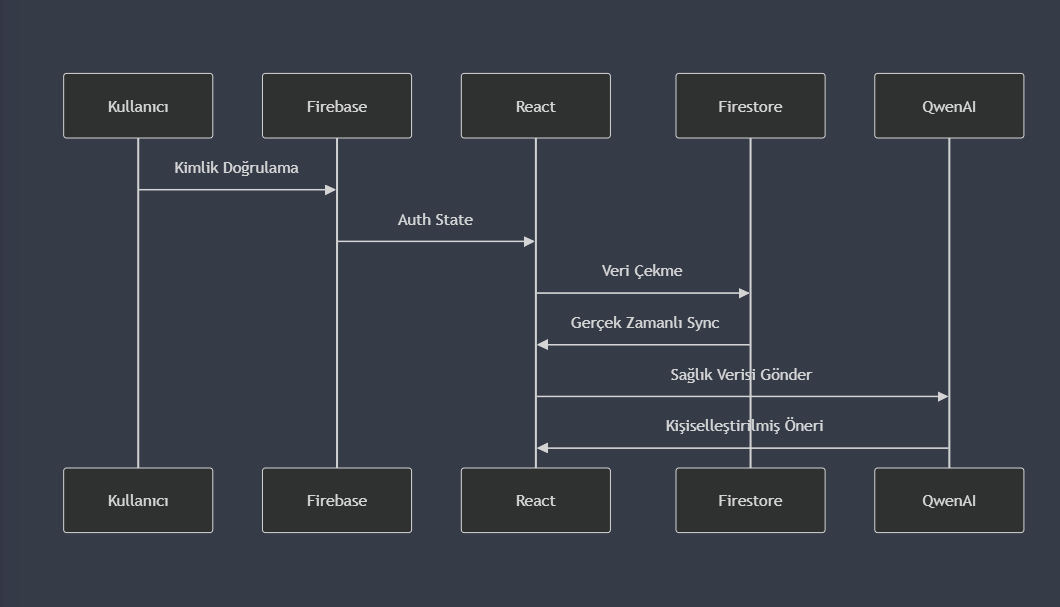 Kullanıcı
Firebase
React
Firestore
QwenAI
Kimlik Doğrulama
Auth State
Veri Çekme
Gerçek Zamanlı Sync
Sağlık Verisi Gönder
Kişiselleştirilmiş Öneri
Kullanıcı
Firebase
React
Firestore
QwenAI